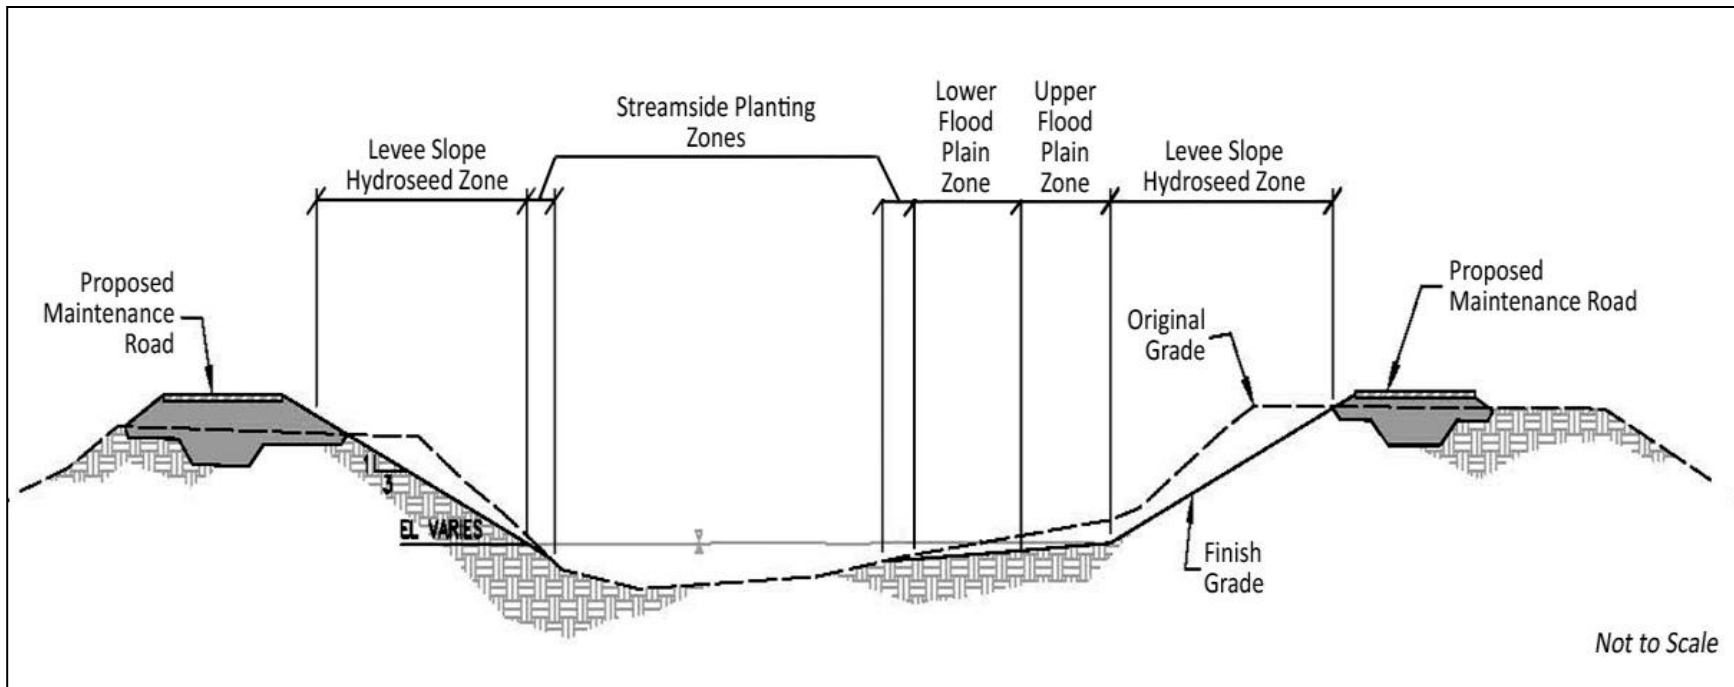 Streamside Planting
Zones
Lower
Flood
Plain
Zone
Upper
Flood
Plain
Zone
Levee Slope
Hydroseed Zone
Levee Slope
Hydroseed Zone
Proposed
Maintenance
Road
Proposed
Maintenance Road
Original
Grade
1
3
EL VARIES
Finish
Grade
Not to Scale